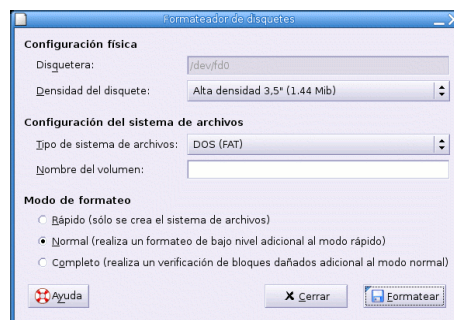 Formateador de disquetes
Configuración física
Disquetera: /dev/fd0
Densidad del disquete: Alta densidad 3,5" (1.44 Mib)
Configuración del sistema de archivos
Tipo de sistema de archivos: DOS (FAT)
Nombre del volumen:
Modo de formateo
Rápido (sólo se crea el sistema de archivos)
Normal (realiza un formateo de bajo nivel adicional al modo rápido)
Completo (realiza un verificación de bloques dañados adicional al modo normal)
Ayuda Cerrar Formatear